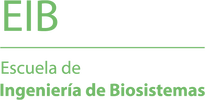 EIB
Escuela de
Ingeniería de Biosistemas